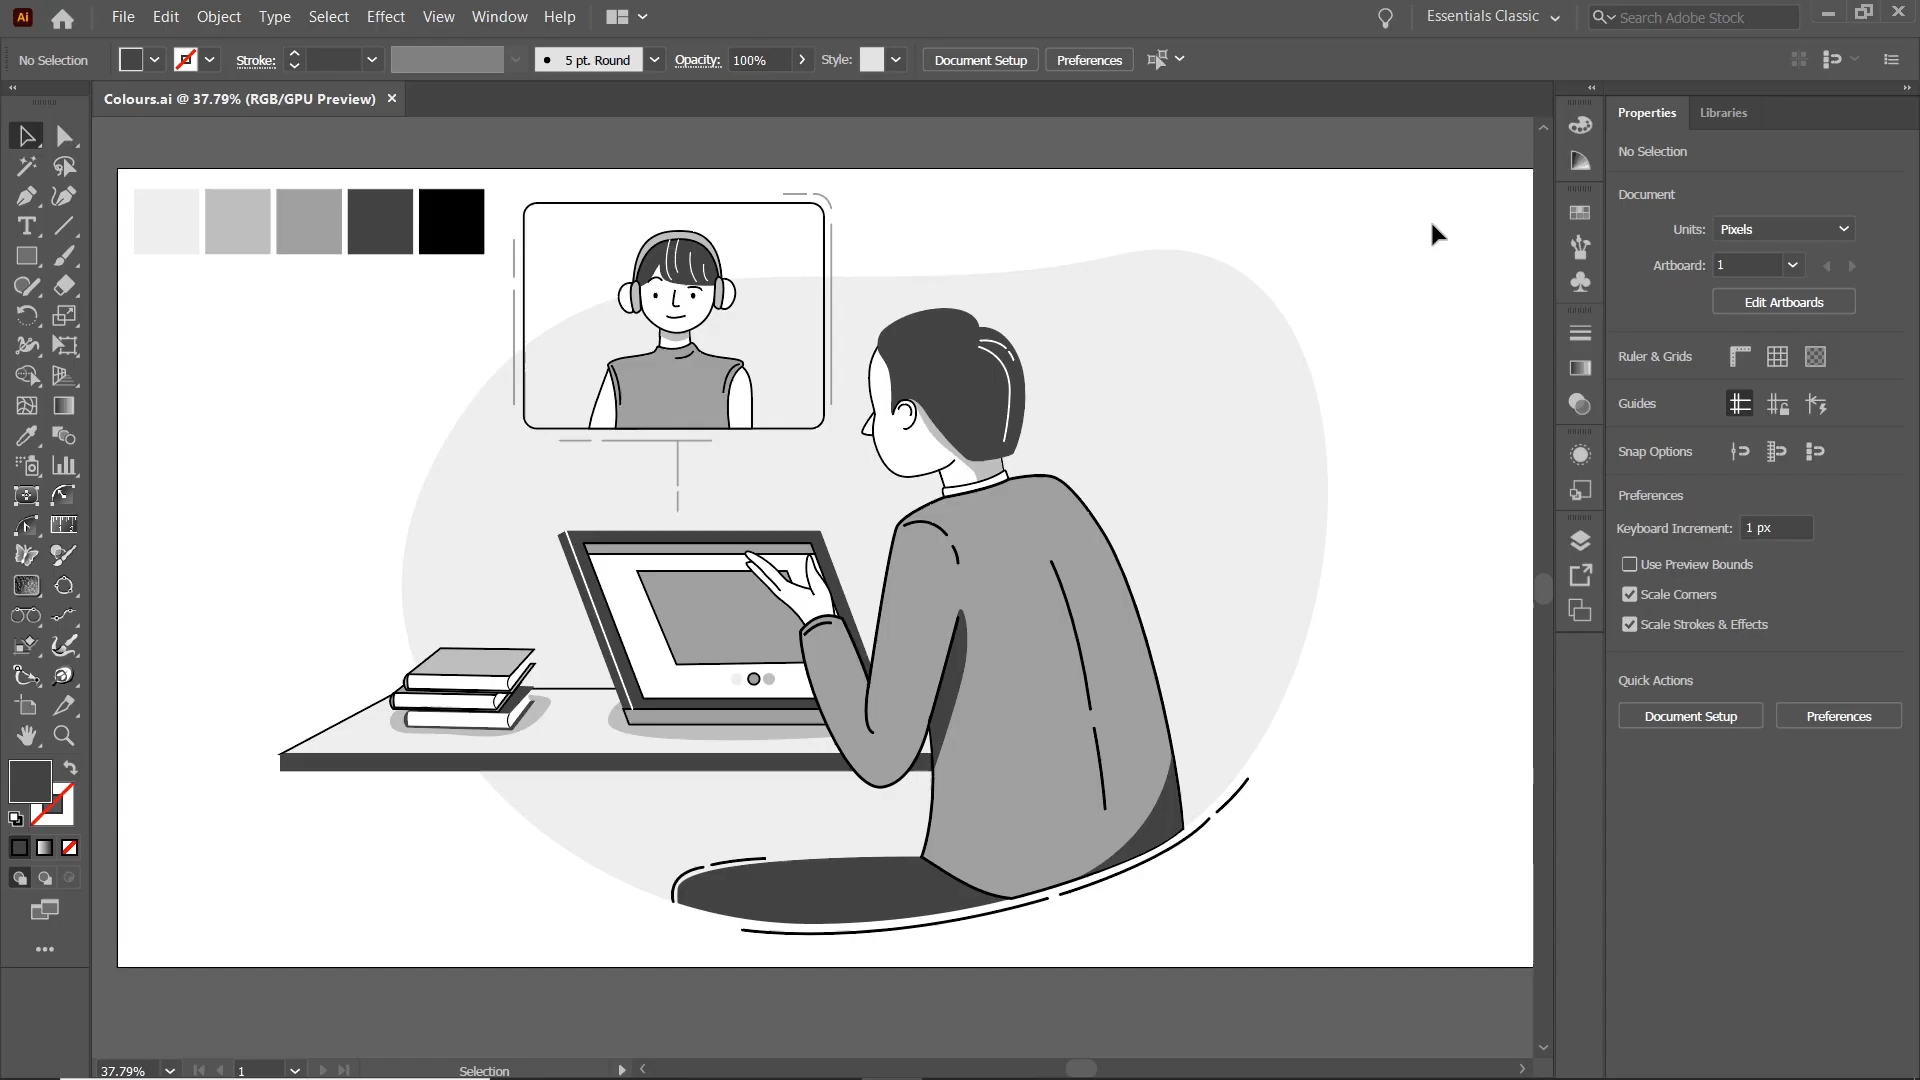 Ai File Edit Object Type Select Effect View Window Help Essentials Classic Search Adobe Stock
No Selection Stroke: 5 pt. Round Opacity: 100% Style: Document Setup Preferences
Colours.ai @ 37.79% (RGB/GPU Preview)
Properties Libraries
No Selection
Document
Units: Pixels
Artboard: 1
Edit Artboards
Ruler & Grids
Guides
Snap Options
Preferences
Keyboard Increment: 1 px
Use Preview Bounds
Scale Corners
Scale Strokes & Effects
Quick Actions
Document Setup Preferences
37.79% 1 Selection